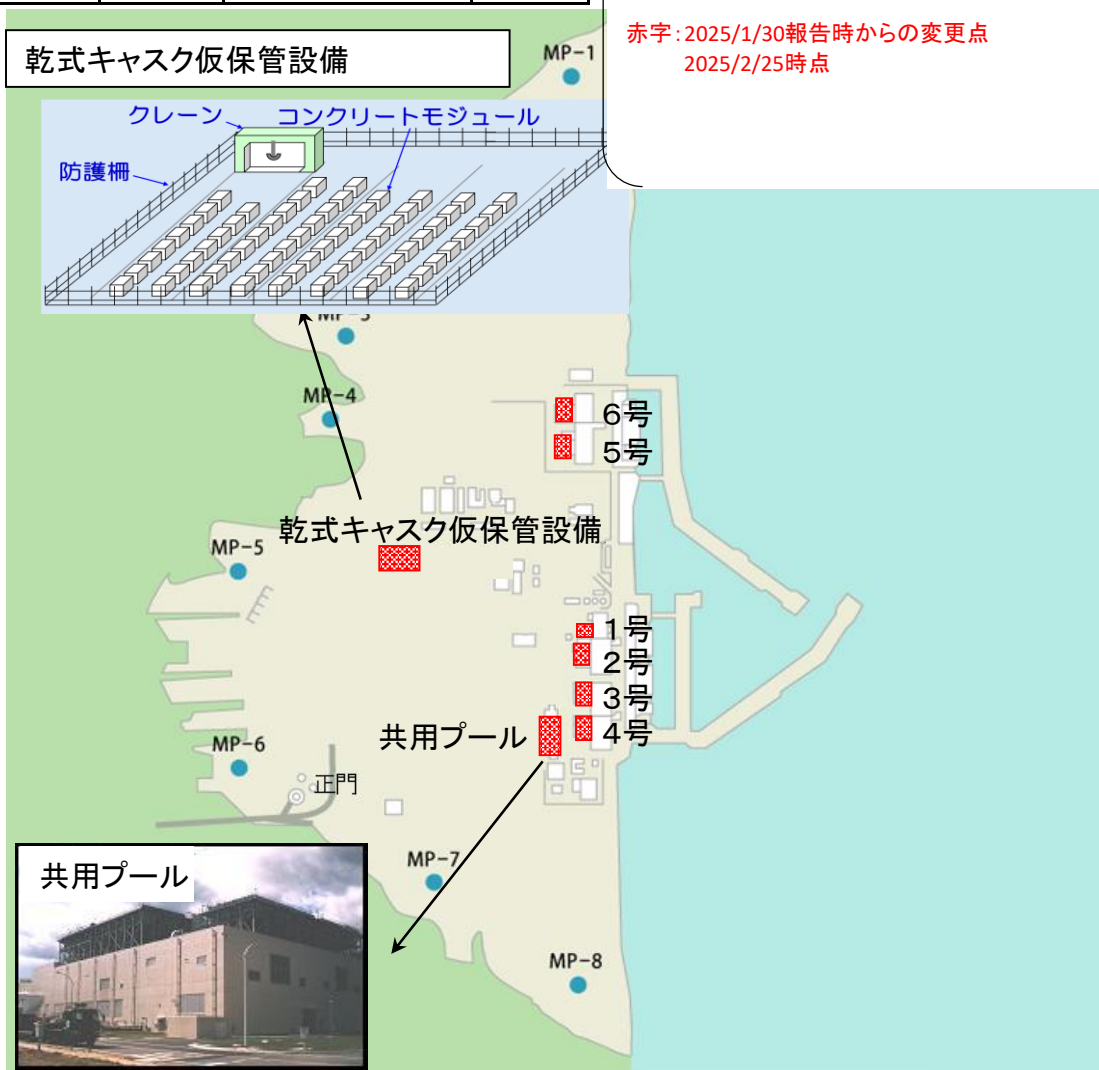 赤字：2025/1/30報告時からの変更点
2025/2/25時点
乾式キャスク仮保管設備
MP-1
クレーン
コンクリートモジュール
防護柵
MP-4
６号
５号
乾式キャスク仮保管設備
MP-5
１号
２号
３号
４号
共用プール
MP-6
正門
MP-7
共用プール
MP-8